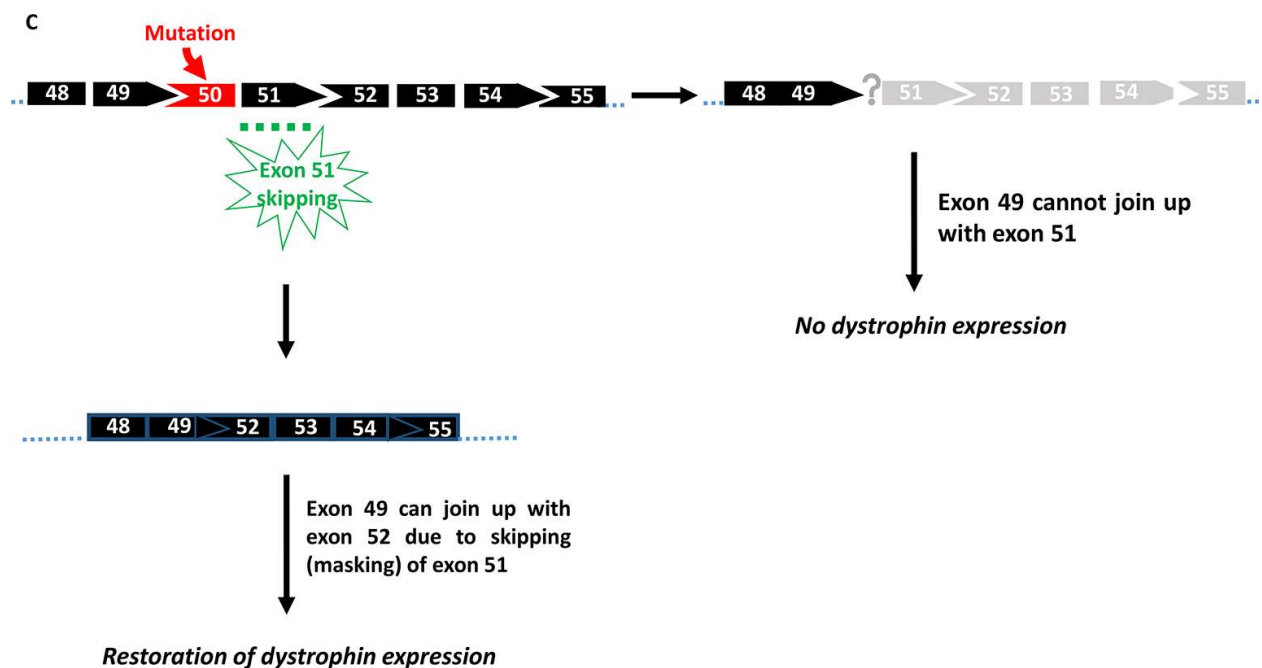 C
Mutation
48 49 50 51 52 53 54 55
48 49 ? 51 52 53 54 55
Exon 51
skipping
Exon 49 cannot join up
with exon 51
No dystrophin expression
48 49 52 53 54 55
Exon 49 can join up with
exon 52 due to skipping
(masking) of exon 51
Restoration of dystrophin expression